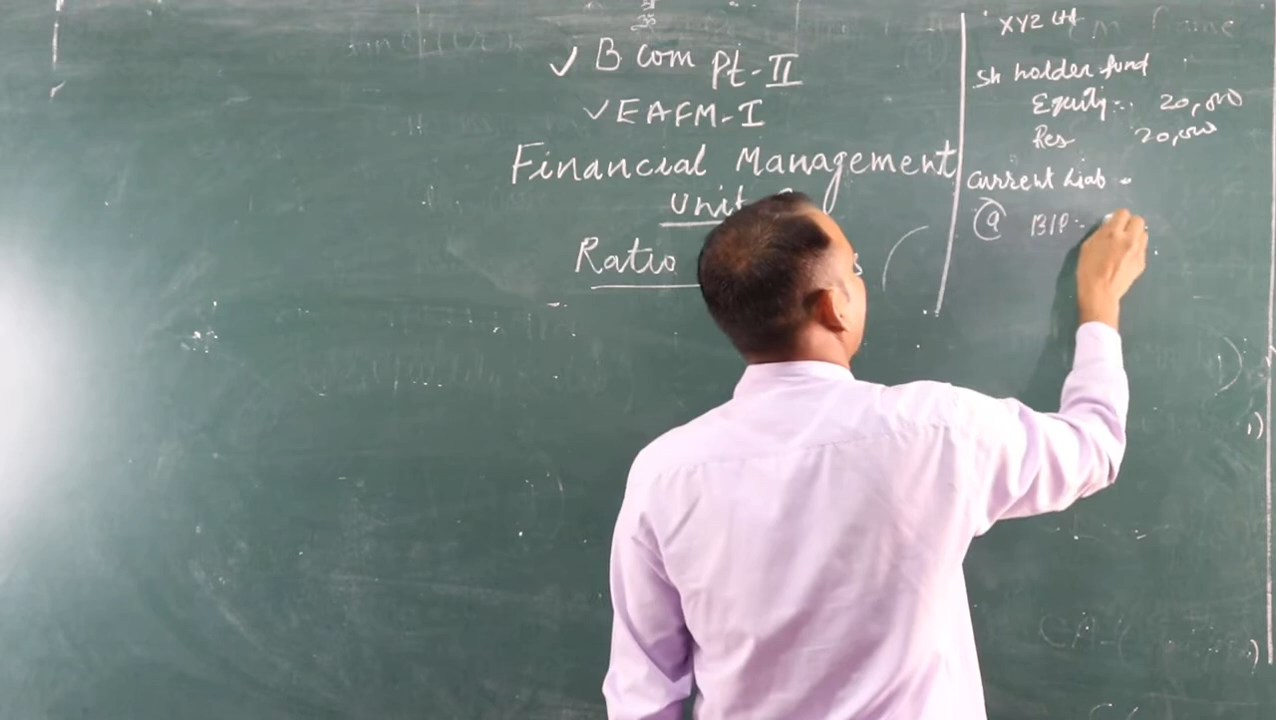 ✓ B Com Pt-II
✓ EAFM-I
Financial Management
Unit
Ratio
XYZ Ltd
Sh holder fund
Equity 20,000
Res 20,000
Current Liab -
(a) B/P -